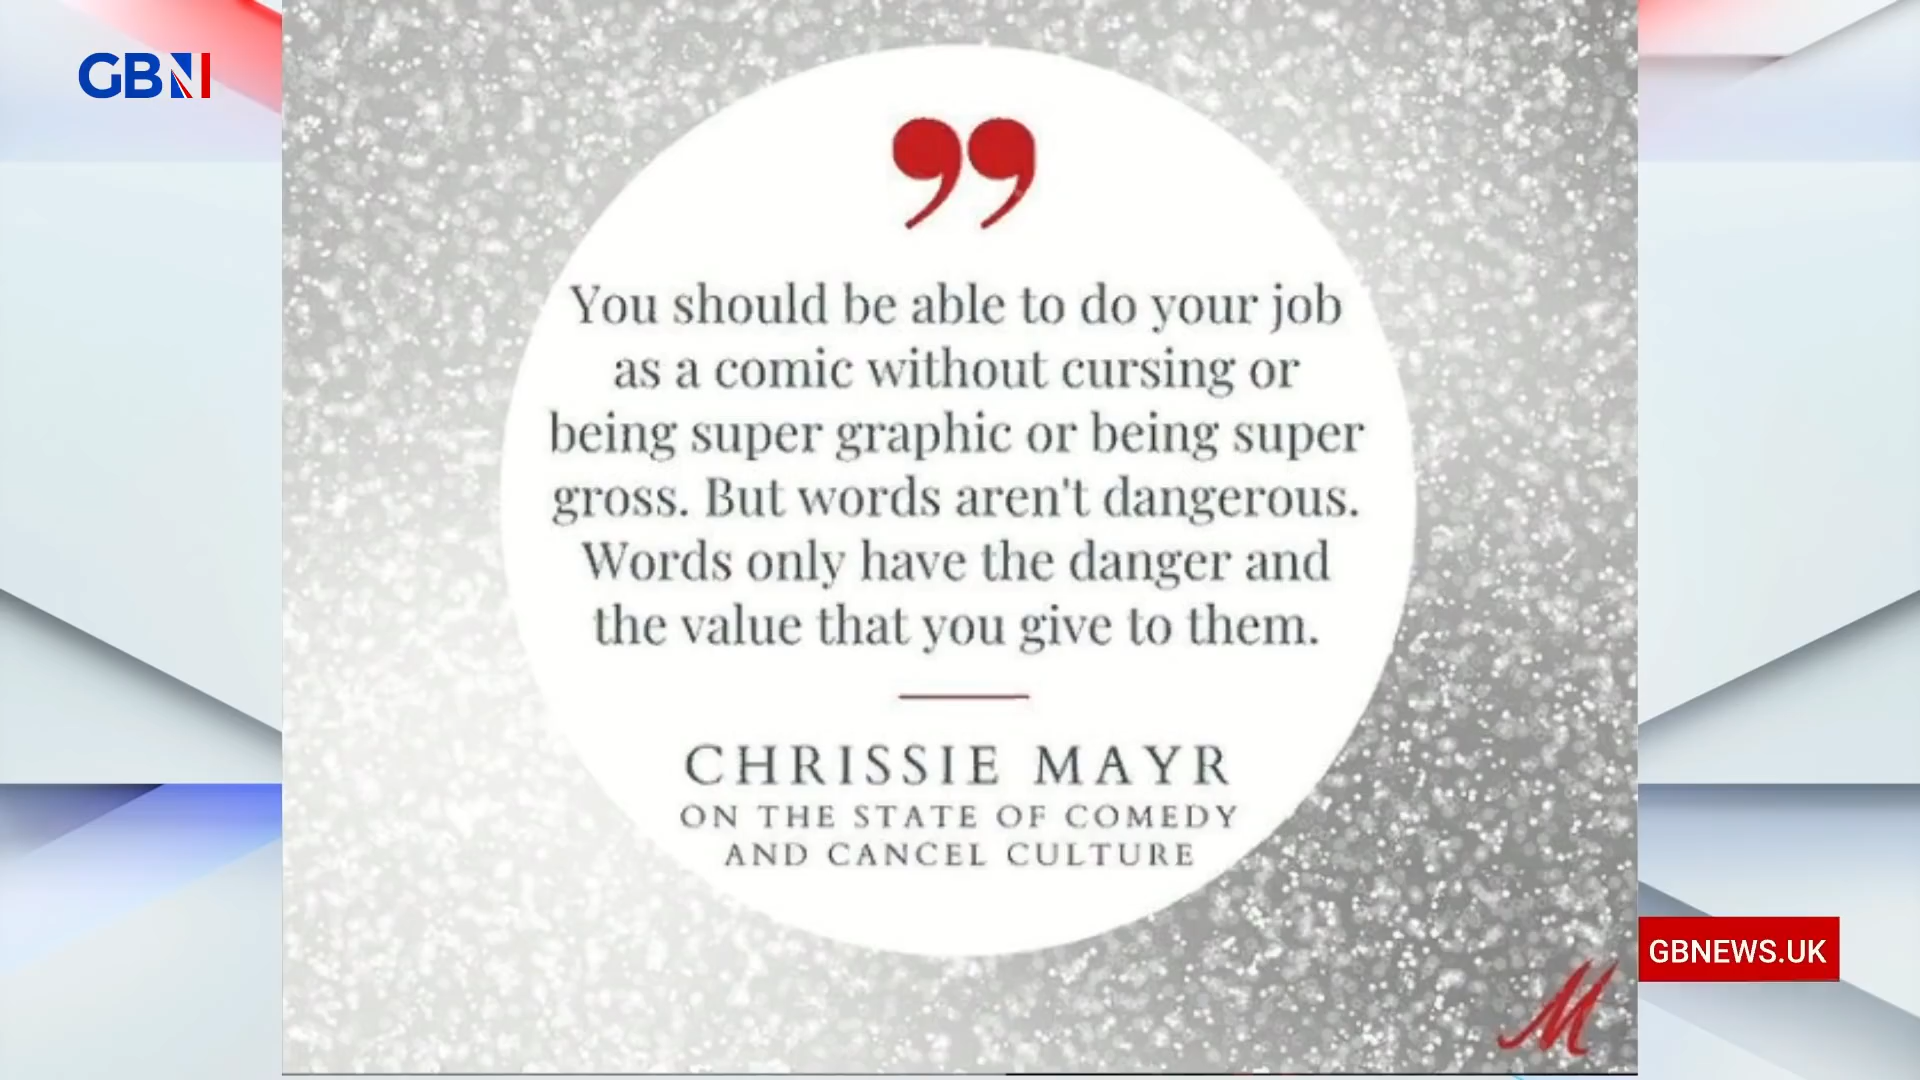 GBN
”
You should be able to do your job
as a comic without cursing or
being super graphic or being super
gross. But words aren't dangerous.
Words only have the danger and
the value that you give to them.
CHRISSIE MAYR
ON THE STATE OF COMEDY
AND CANCEL CULTURE
GBNEWS.UK
M